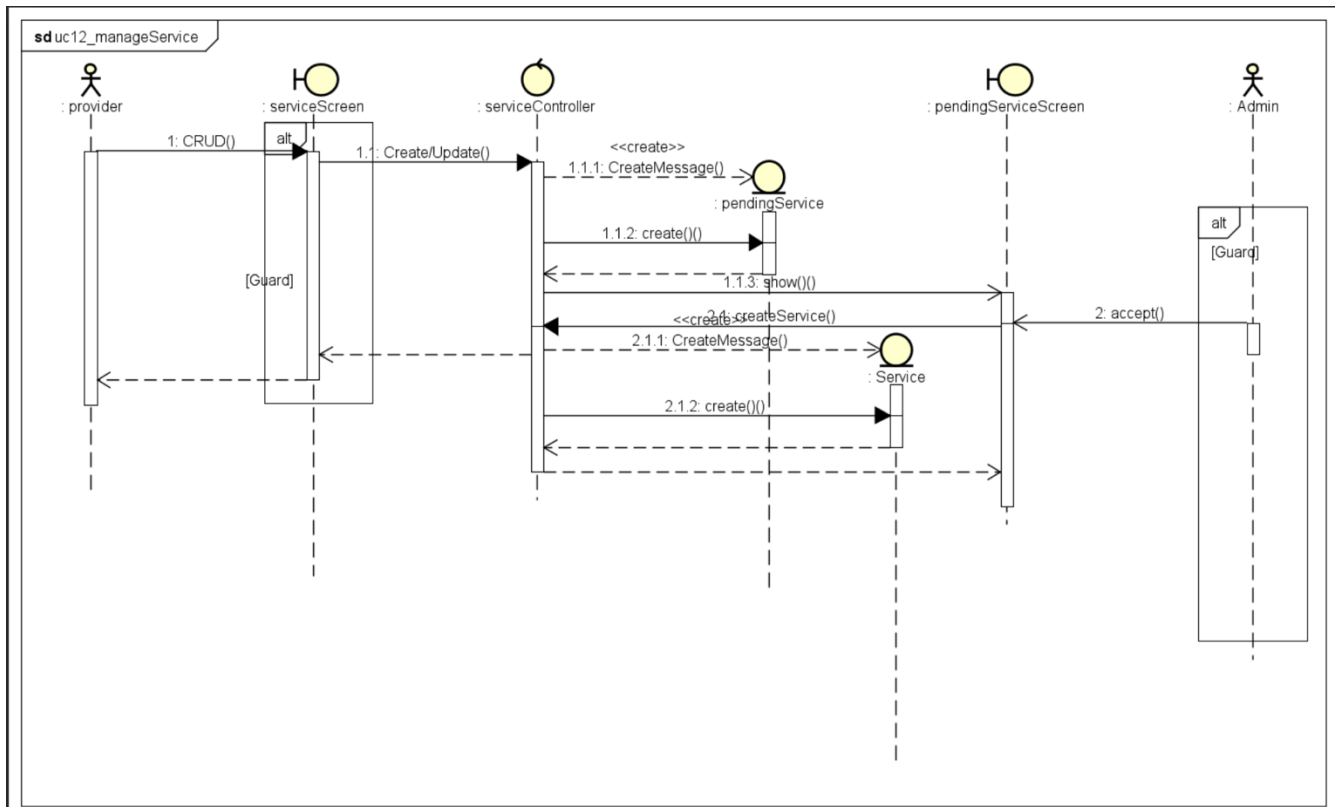 sd uc12_manageService
: provider
: serviceScreen
: serviceController
: pendingServiceScreen
: Admin
alt
1: CRUD()
1.1: Create/Update()
<<create>>
1.1.1: CreateMessage()
: pendingService
alt
[Guard]
1.1.2: create()()
[Guard]
1.1.3: show()()
2: accept()
2.1: createService()
<<create>>
2.1.1: CreateMessage()
: Service
2.1.2: create()()